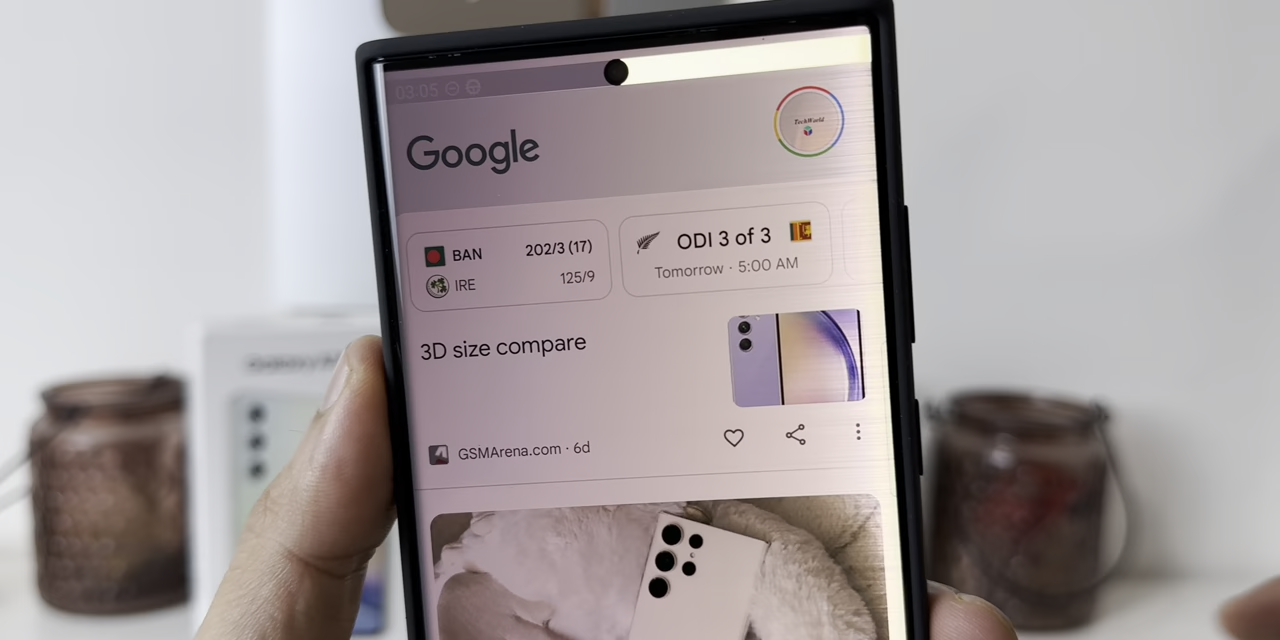 03:05
Google
TechWorld
BAN 202/3 (17)
IRE 125/9
ODI 3 of 3
Tomorrow · 5:00 AM
3D size compare
GSMArena.com · 6d
Galaxy